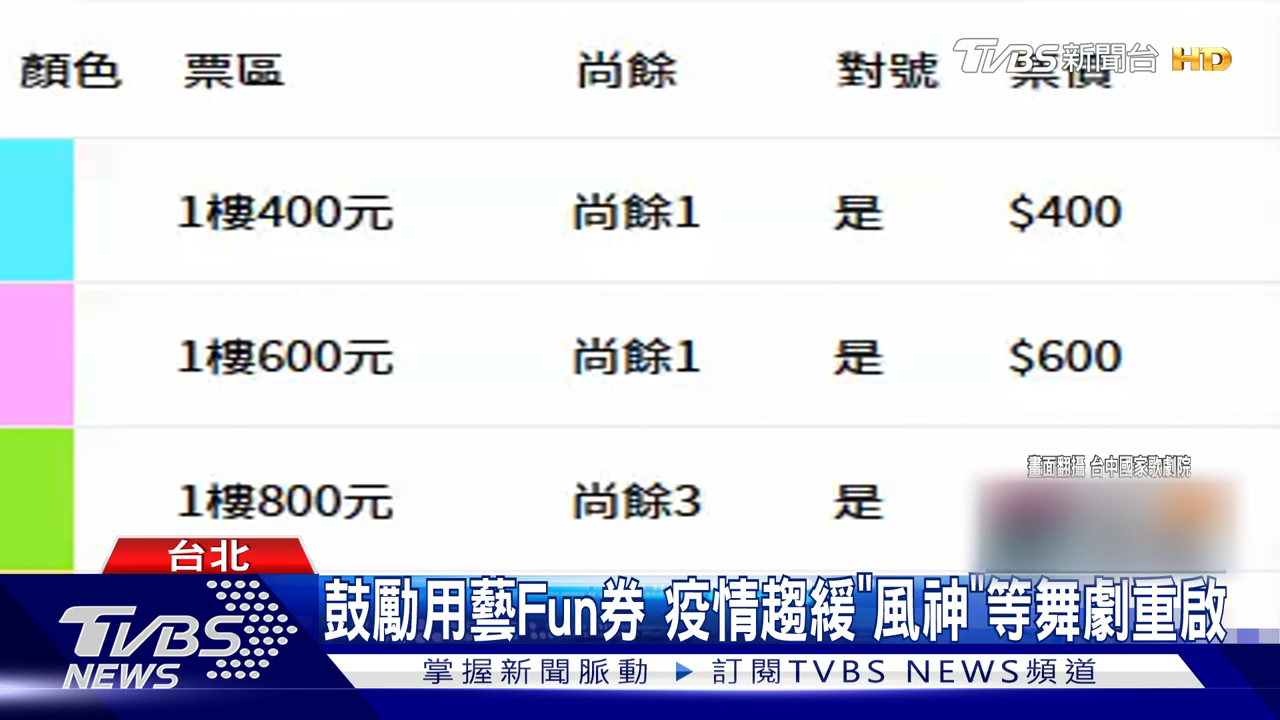 顏色 票區 尚餘 對號 票價
TVBS新聞台 HD
1樓400元 尚餘1 是 $400
1樓600元 尚餘1 是 $600
1樓800元 尚餘3 是
畫面翻攝 台中國家歌劇院
台北
鼓勵用藝Fun券 疫情趨緩"風神"等舞劇重啟
TVBS NEWS
掌握新聞脈動 ▶ 訂閱TVBS NEWS頻道